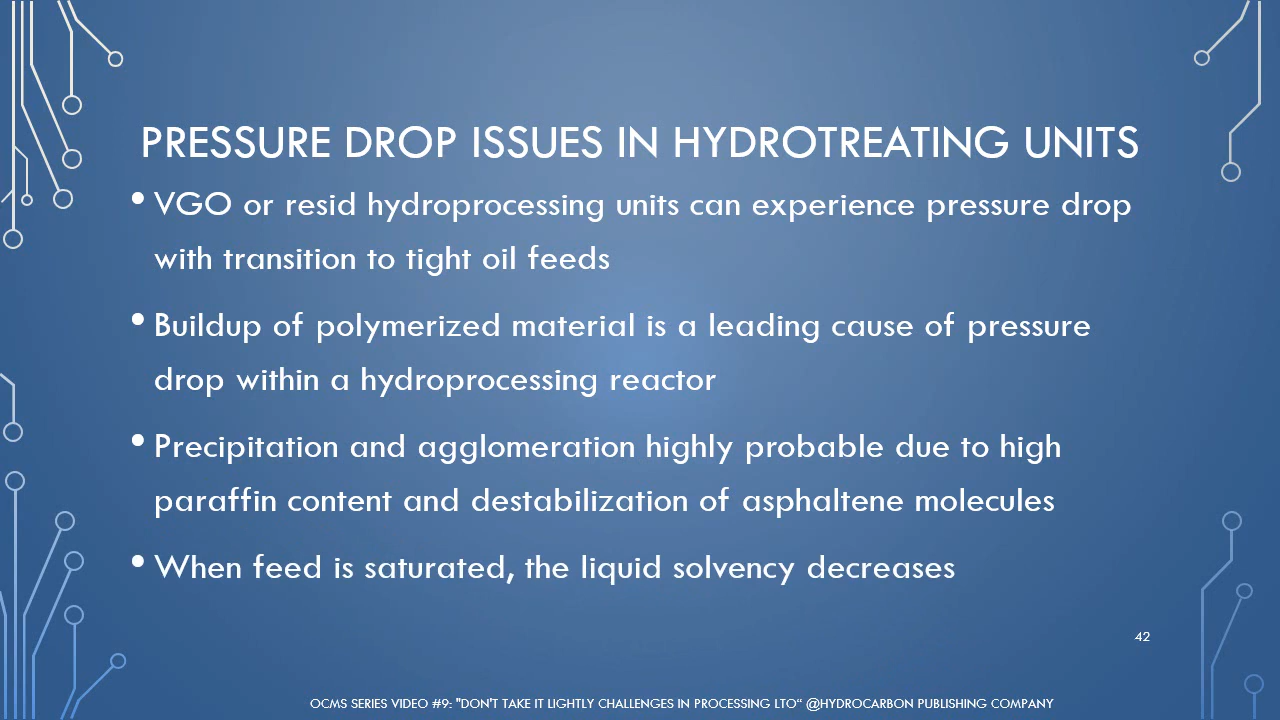 PRESSURE DROP ISSUES IN HYDROTREATING UNITS
• VGO or resid hydroprocessing units can experience pressure drop
with transition to tight oil feeds
• Buildup of polymerized material is a leading cause of pressure
drop within a hydroprocessing reactor
• Precipitation and agglomeration highly probable due to high
paraffin content and destabilization of asphaltene molecules
• When feed is saturated, the liquid solvency decreases
42
OCMS SERIES VIDEO #9: "DON'T TAKE IT LIGHTLY CHALLENGES IN PROCESSING LTO“ @HYDROCARBON PUBLISHING COMPANY